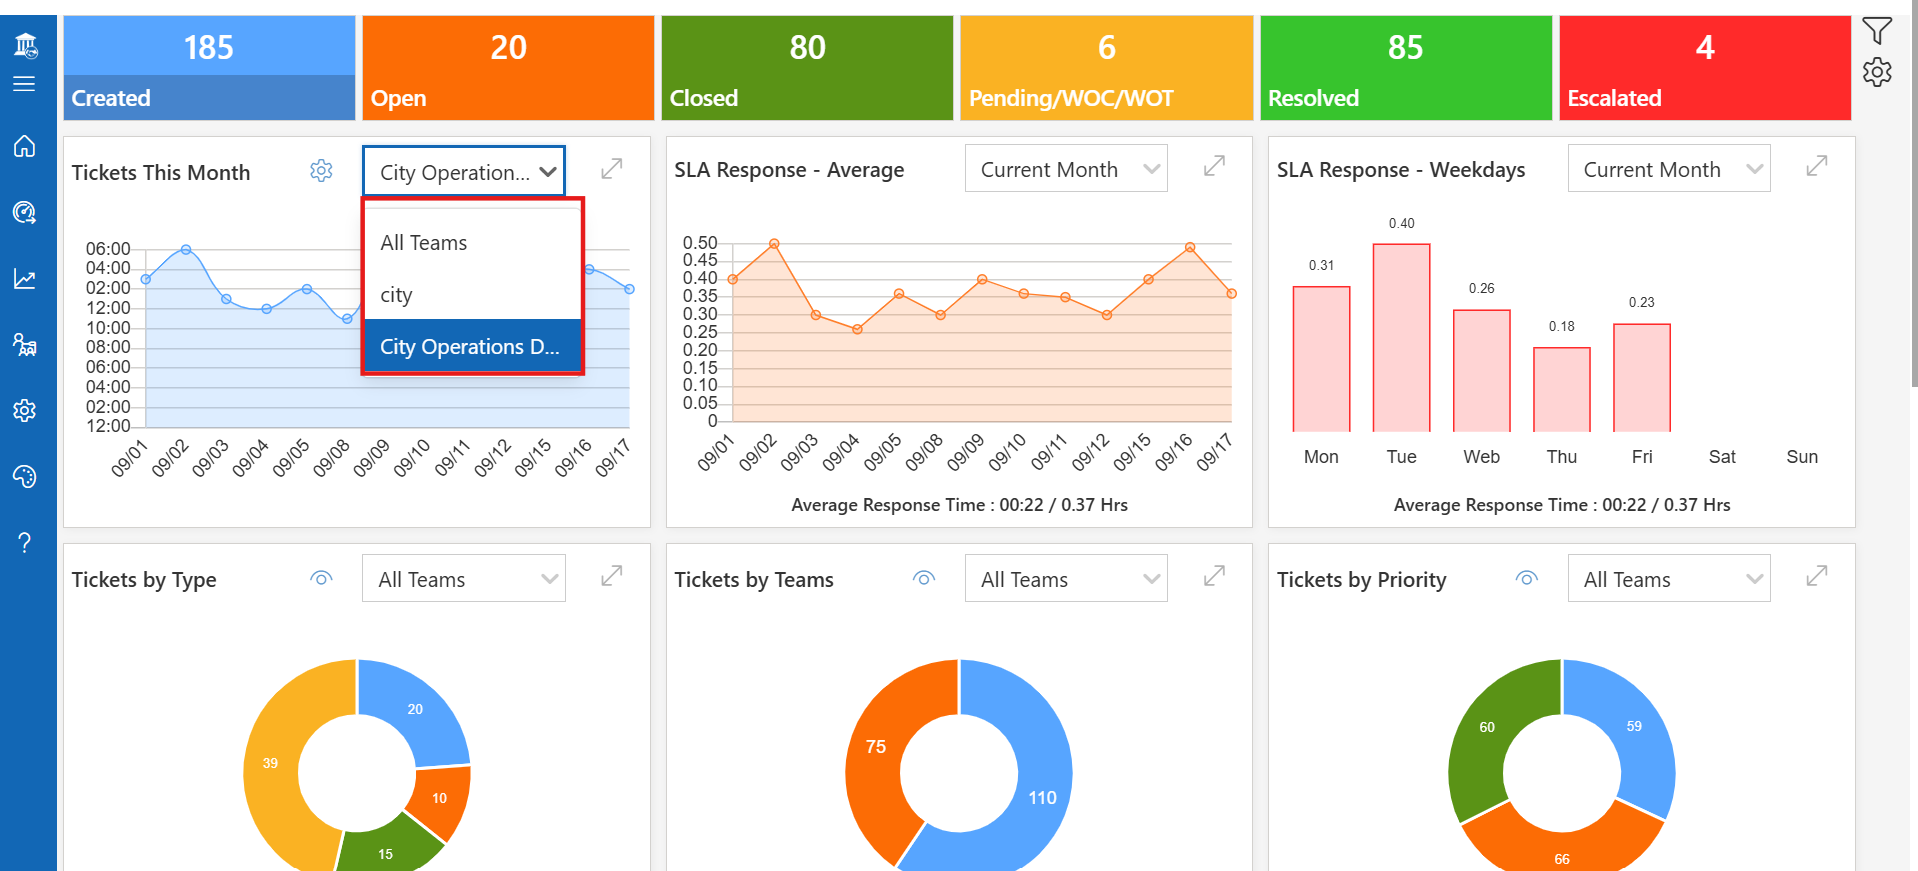 185
Created
20
Open
80
Closed
6
Pending/WOC/WOT
85
Resolved
4
Escalated
Tickets This Month
City Operation...
All Teams
city
City Operations D...
06:00
04:00
02:00
12:00
10:00
08:00
06:00
04:00
02:00
12:00
09/01 09/02 09/03 09/04 09/05 09/08 09/09 09/10 09/11 09/12 09/15 09/16 09/17
SLA Response - Average
Current Month
0.50
0.45
0.40
0.35
0.30
0.25
0.20
0.15
0.10
0.05
0
09/01 09/02 09/03 09/04 09/05 09/08 09/09 09/10 09/11 09/12 09/15 09/16 09/17
Average Response Time : 00:22 / 0.37 Hrs
SLA Response - Weekdays
Current Month
0.31 0.40 0.26 0.18 0.23
Mon Tue Web Thu Fri Sat Sun
Average Response Time : 00:22 / 0.37 Hrs
Tickets by Type
All Teams
20
39
10
15
Tickets by Teams
All Teams
75
110
Tickets by Priority
All Teams
60
59
66